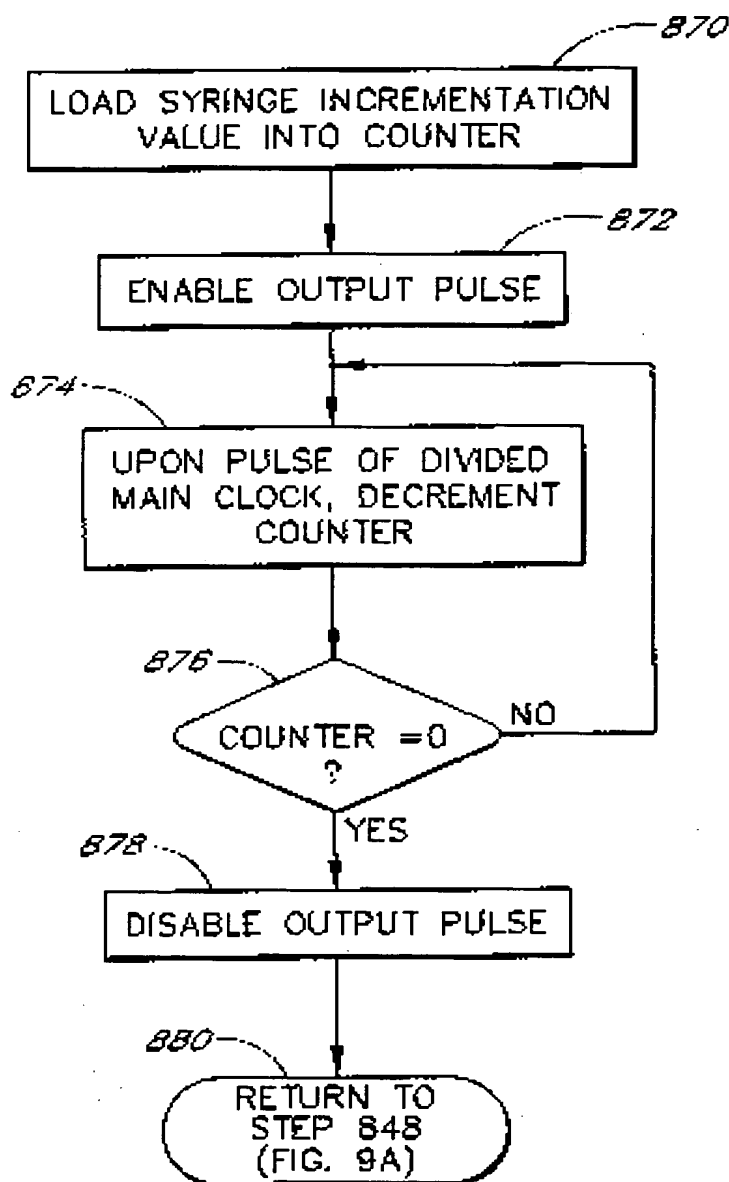 870
LOAD SYRINGE INCREMENTATION
VALUE INTO COUNTER
872
ENABLE OUTPUT PULSE
874
UPON PULSE OF DIVIDED
MAIN CLOCK, DECREMENT
COUNTER
876
COUNTER =0
?
NO
YES
878
DISABLE OUTPUT PULSE
880
RETURN TO
STEP 848
(FIG. 9A)